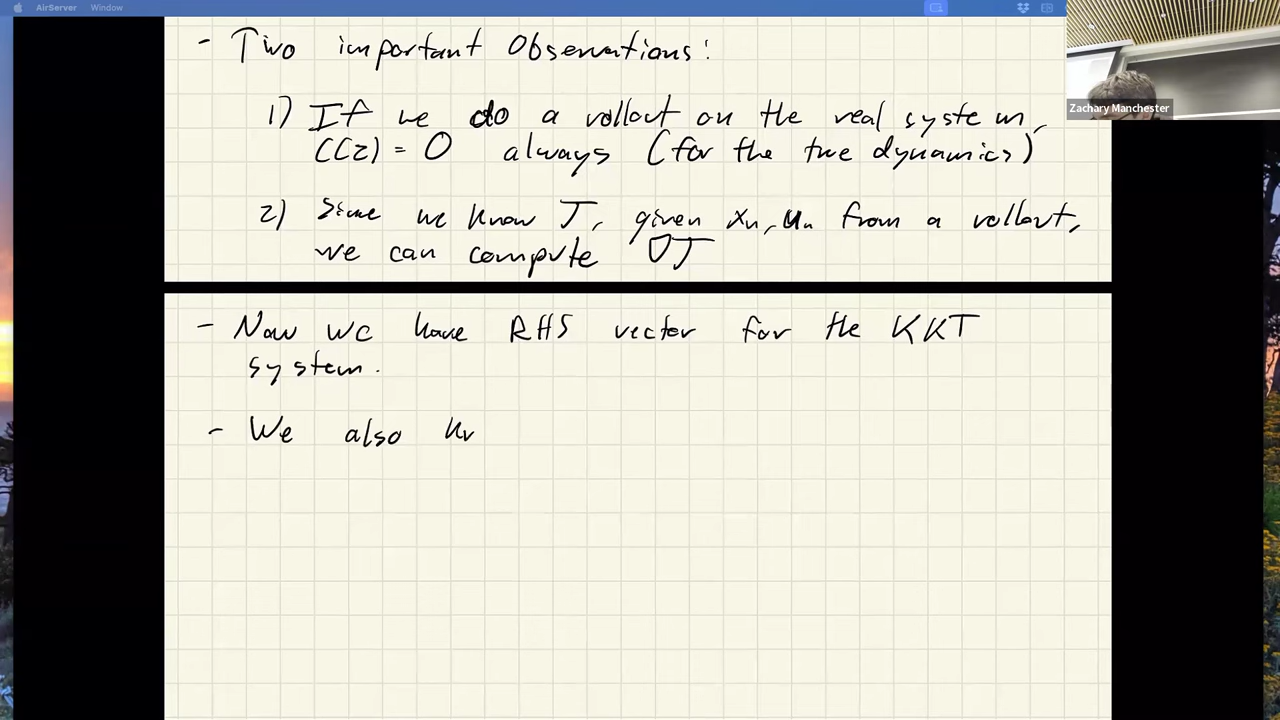 AirServer Window
- Two important Observations:
Zachary Manchester
1) If we do a rollout on the real system,
C(z) = 0 always (for the true dynamics)
2) Since we know J, given xₙ, uₙ from a rollout,
we can compute ∇J
- Now we have RHS vector for the KKT
system.
- We also kn